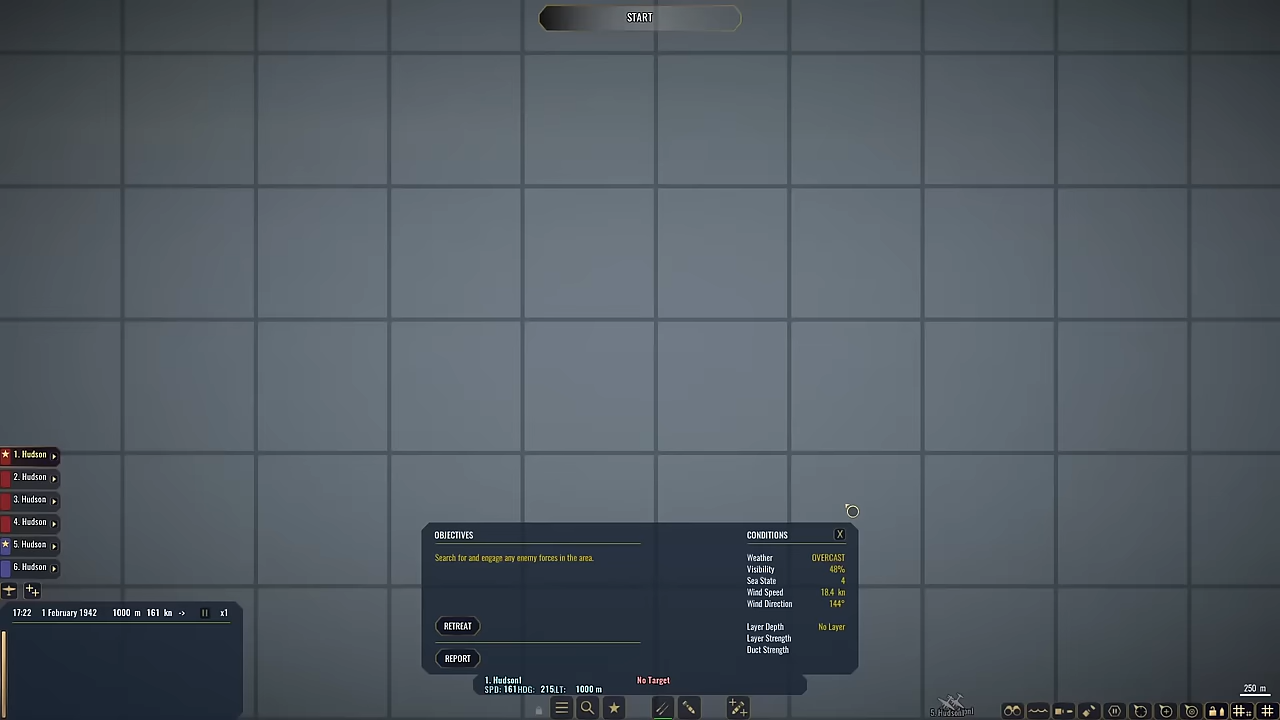 START
1. Hudson
2. Hudson
3. Hudson
4. Hudson
5. Hudson
6. Hudson
17:22 1 February 1942 1000 m 161 kn -> x1
OBJECTIVES
Search for and engage any enemy forces in the area.
RETREAT
REPORT
CONDITIONS X
Weather OVERCAST
Visibility 48%
Sea State 4
Wind Speed 18.4 kn
Wind Direction 144°
Layer Depth No Layer
Layer Strength
Duct Strength
1. Hudson1 No Target
SPD: 161 HDG: 215 LT: 1000 m
250 m